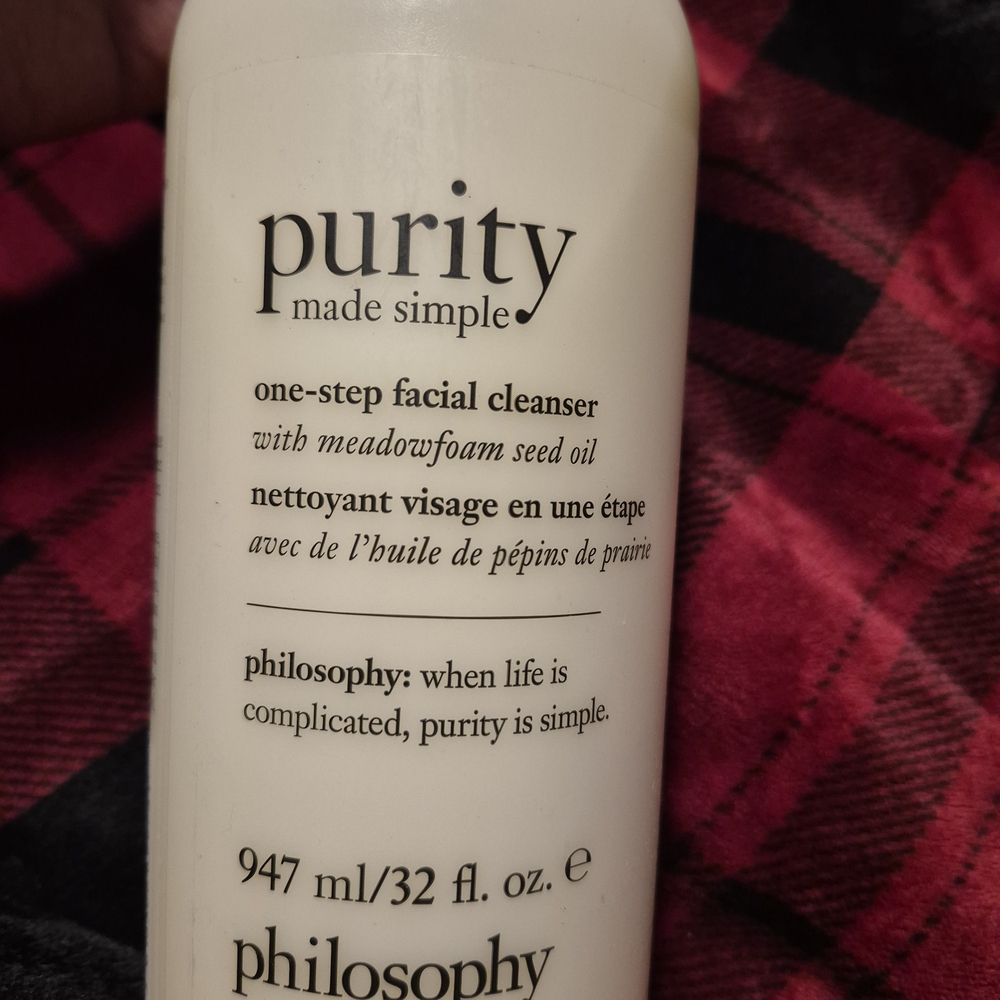 purity
made simple
one-step facial cleanser
with meadowfoam seed oil
nettoyant visage en une étape
avec de l'huile de pépins de prairie
philosophy: when life is
complicated, purity is simple.
947 ml/32 fl. oz. ℮
philosophy